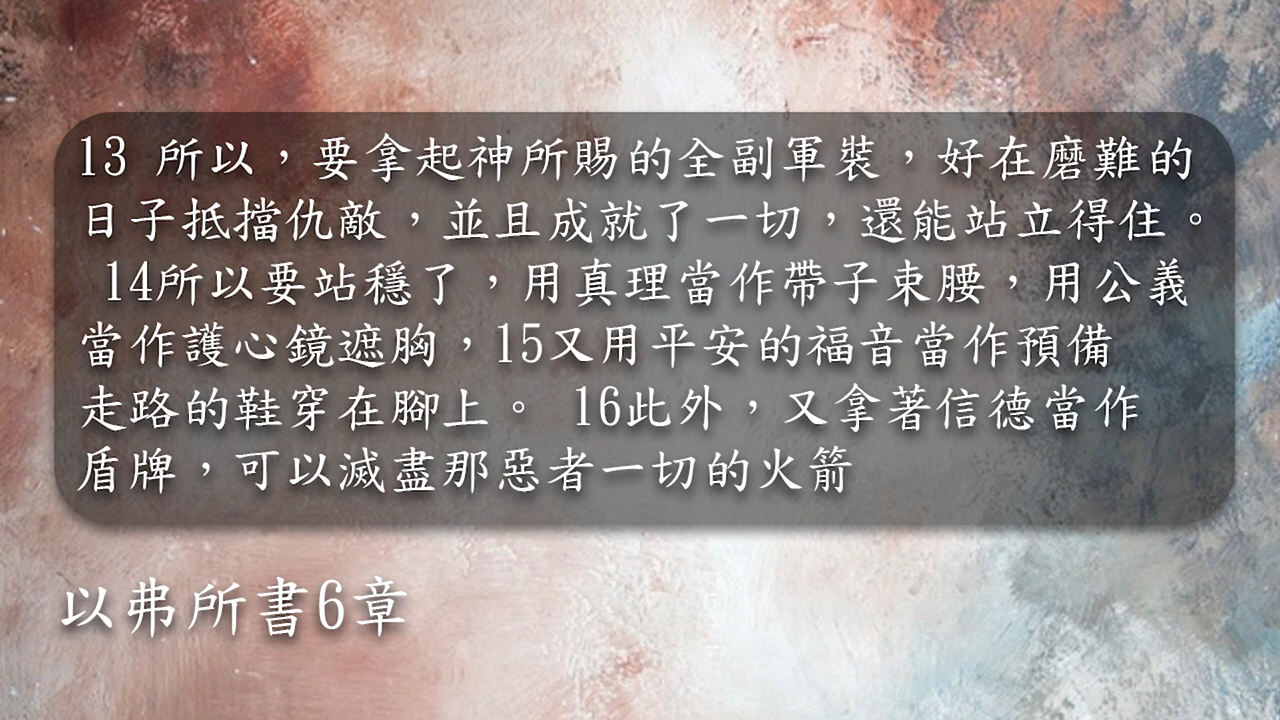 13 所以，要拿起神所賜的全副軍裝，好在磨難的
日子抵擋仇敵，並且成就了一切，還能站立得住。
14所以要站穩了，用真理當作帶子束腰，用公義
當作護心鏡遮胸，15又用平安的福音當作預備
走路的鞋穿在腳上。 16此外，又拿著信德當作
盾牌，可以滅盡那惡者一切的火箭
以弗所書6章